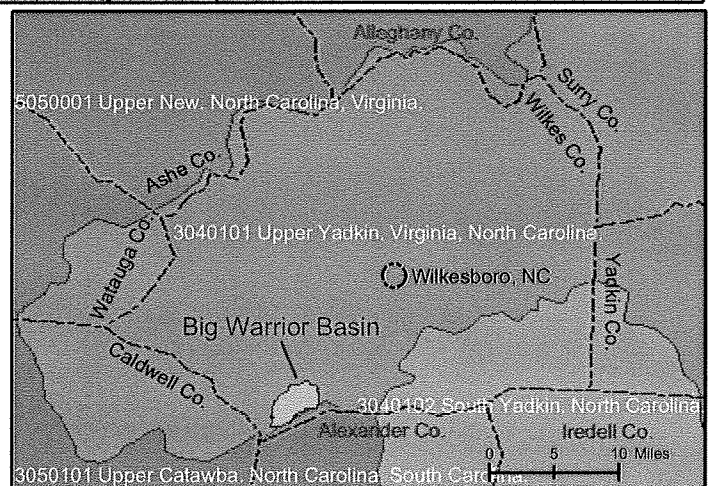 Alleghany Co.
5050001 Upper New. North Carolina, Virginia.
Surry Co.
Wilkes Co.
Ashe Co.
3040101 Upper Yadkin. Virginia, North Carolina.
Watauga Co.
Wilkesboro, NC
Yadkin Co.
Big Warrior Basin
Caldwell Co.
3040102 South Yadkin. North Carolina
Alexander Co.
Iredell Co.
3050101 Upper Catawba. North Carolina, South Carolina.
0 5 10 Miles